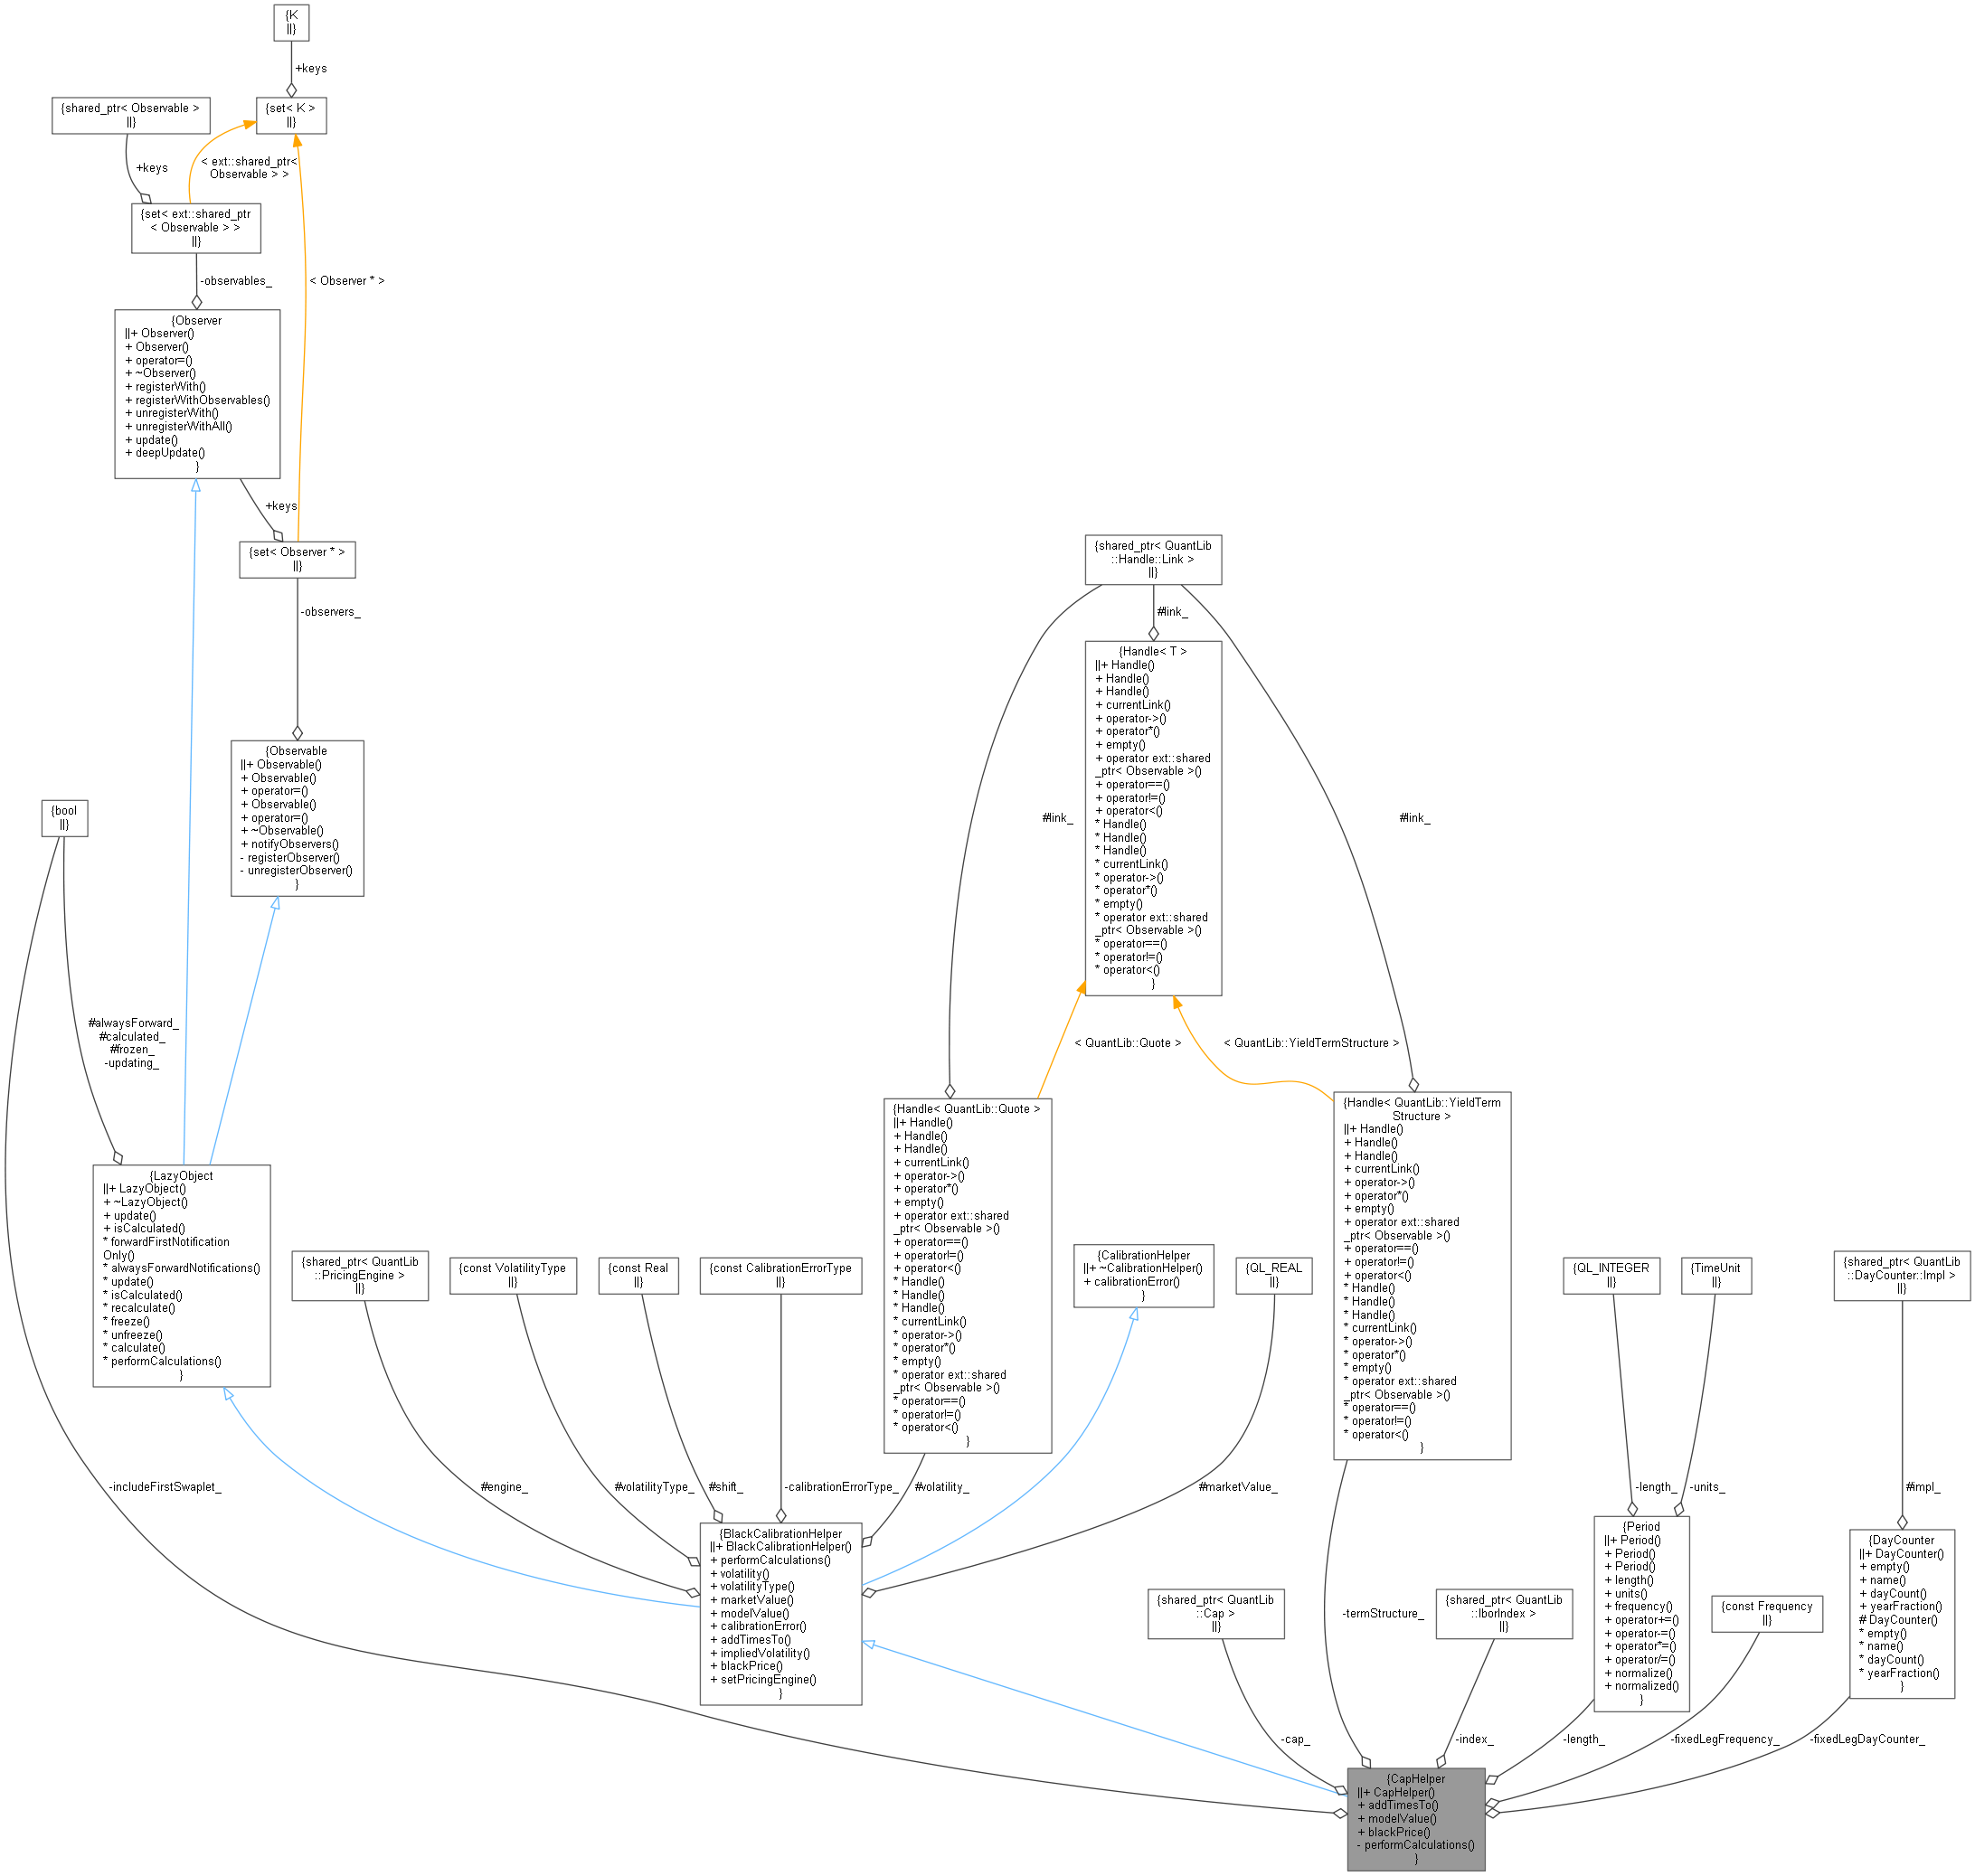 {K
||}
+keys
{shared_ptr< Observable >
||}
{set< K >
||}
+keys
< ext::shared_ptr<
Observable > >
{set< ext::shared_ptr
< Observable > >
||}
-observables_
< Observer * >
{Observer
||+ Observer()
+ Observer()
+ operator=()
+ ~Observer()
+ registerWith()
+ registerWithObservables()
+ unregisterWith()
+ unregisterWithAll()
+ update()
+ deepUpdate()
}
+keys
{set< Observer * >
||}
-observers_
{shared_ptr< QuantLib
::Handle::Link >
||}
#link_
{Handle< T >
||+ Handle()
+ Handle()
+ Handle()
+ currentLink()
+ operator->()
+ operator*()
+ empty()
+ operator ext::shared
_ptr< Observable >()
+ operator==()
+ operator!=()
+ operator<()
* Handle()
* Handle()
* Handle()
* currentLink()
* operator->()
* operator*()
* empty()
* operator ext::shared
_ptr< Observable >()
* operator==()
* operator!=()
* operator<()
}
{Observable
||+ Observable()
+ Observable()
+ operator=()
+ Observable()
+ operator=()
+ ~Observable()
+ notifyObservers()
- registerObserver()
- unregisterObserver()
}
{bool
||}
#link_
#link_
#alwaysForward_
#calculated_
#frozen_
-updating_
< QuantLib::Quote >
< QuantLib::YieldTermStructure >
{LazyObject
||+ LazyObject()
+ ~LazyObject()
+ update()
+ isCalculated()
* forwardFirstNotification
Only()
* alwaysForwardNotifications()
* update()
* isCalculated()
* recalculate()
* freeze()
* unfreeze()
* calculate()
* performCalculations()
}
{shared_ptr< QuantLib
::PricingEngine >
||}
{const VolatilityType
||}
{const Real
||}
{const CalibrationErrorType
||}
{Handle< QuantLib::Quote >
||+ Handle()
+ Handle()
+ Handle()
+ currentLink()
+ operator->()
+ operator*()
+ empty()
+ operator ext::shared
_ptr< Observable >()
+ operator==()
+ operator!=()
+ operator<()
* Handle()
* Handle()
* Handle()
* currentLink()
* operator->()
* operator*()
* empty()
* operator ext::shared
_ptr< Observable >()
* operator==()
* operator!=()
* operator<()
}
{CalibrationHelper
||+ ~CalibrationHelper()
+ calibrationError()
}
{QL_REAL
||}
{Handle< QuantLib::YieldTerm
Structure >
||+ Handle()
+ Handle()
+ Handle()
+ currentLink()
+ operator->()
+ operator*()
+ empty()
+ operator ext::shared
_ptr< Observable >()
+ operator==()
+ operator!=()
+ operator<()
* Handle()
* Handle()
* Handle()
* currentLink()
* operator->()
* operator*()
* empty()
* operator ext::shared
_ptr< Observable >()
* operator==()
* operator!=()
* operator<()
}
{QL_INTEGER
||}
{TimeUnit
||}
{shared_ptr< QuantLib
::DayCounter::Impl >
||}
-includeFirstSwaplet_
#engine_
#volatilityType_
#shift_
-calibrationErrorType_
#volatility_
#marketValue_
-length_
-units_
#impl_
{BlackCalibrationHelper
||+ BlackCalibrationHelper()
+ performCalculations()
+ volatility()
+ volatilityType()
+ marketValue()
+ modelValue()
+ calibrationError()
+ addTimesTo()
+ impliedVolatility()
+ blackPrice()
+ setPricingEngine()
}
{shared_ptr< QuantLib
::Cap >
||}
-termStructure_
{shared_ptr< QuantLib
::IborIndex >
||}
{Period
||+ Period()
+ Period()
+ Period()
+ length()
+ units()
+ frequency()
+ operator+=()
+ operator-=()
+ operator*=()
+ operator/=()
+ normalize()
+ normalized()
}
{const Frequency
||}
{DayCounter
||+ DayCounter()
+ empty()
+ name()
+ dayCount()
+ yearFraction()
# DayCounter()
* empty()
* name()
* dayCount()
* yearFraction()
}
-cap_
-index_
-length_
-fixedLegFrequency_
-fixedLegDayCounter_
{CapHelper
||+ CapHelper()
+ addTimesTo()
+ modelValue()
+ blackPrice()
- performCalculations()
}